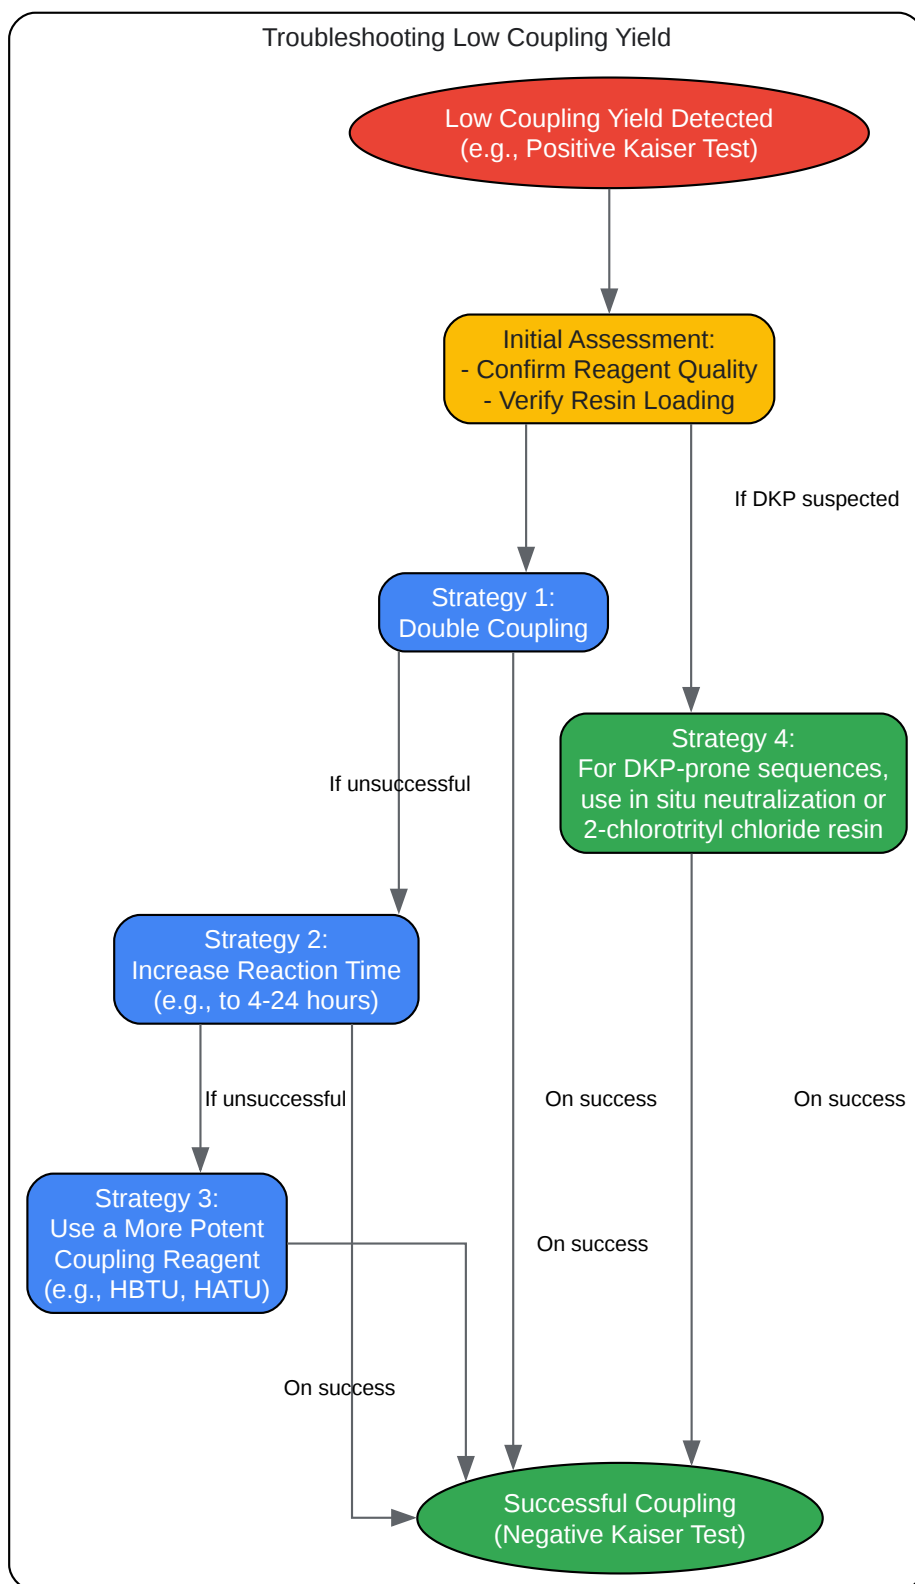 Troubleshooting Low Coupling Yield
Low Coupling Yield Detected
(e.g., Positive Kaiser Test)
Initial Assessment:
- Confirm Reagent Quality
- Verify Resin Loading
If DKP suspected
Strategy 1:
Double Coupling
Strategy 4:
For DKP-prone sequences,
use in situ neutralization or
2-chlorotrityl chloride resin
If unsuccessful
Strategy 2:
Increase Reaction Time
(e.g., to 4-24 hours)
If unsuccessful
On success
On success
Strategy 3:
Use a More Potent
Coupling Reagent
(e.g., HBTU, HATU)
On success
On success
Successful Coupling
(Negative Kaiser Test)